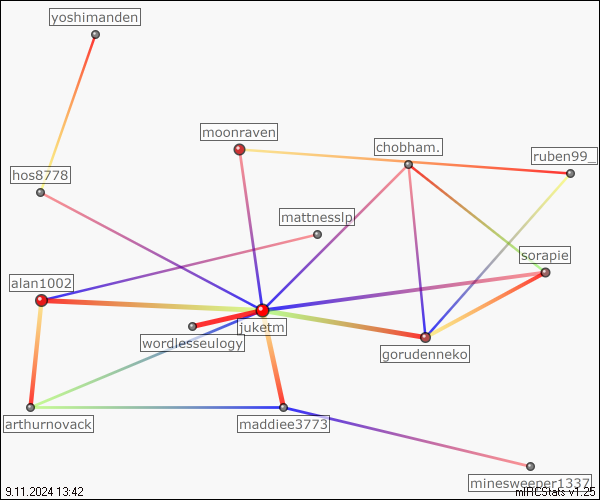 yoshimanden
moonraven
chobham.
ruben99_
hos8778
mattnesslp
sorapie
alan1002
juketm
wordlesseulogy
gorudenneko
arthurnovack
maddiee3773
minesweeper1337
9.11.2024 13:42
mIRCStats v1.25